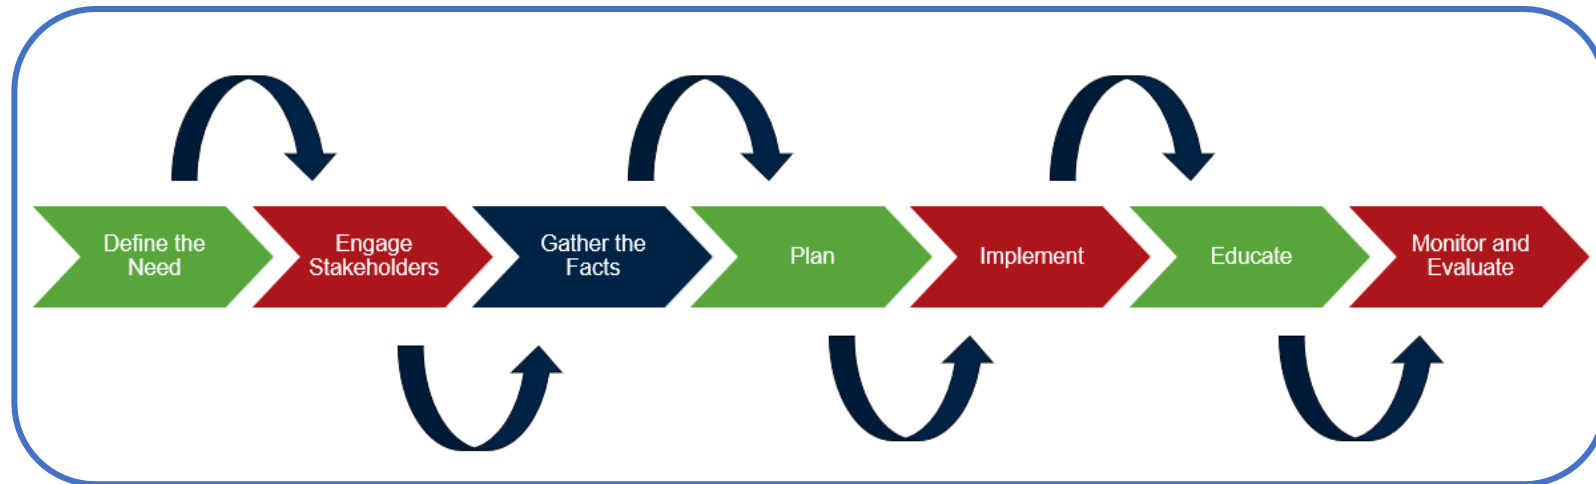 Define the
Need
Engage
Stakeholders
Gather the
Facts
Plan
Implement
Educate
Monitor and
Evaluate